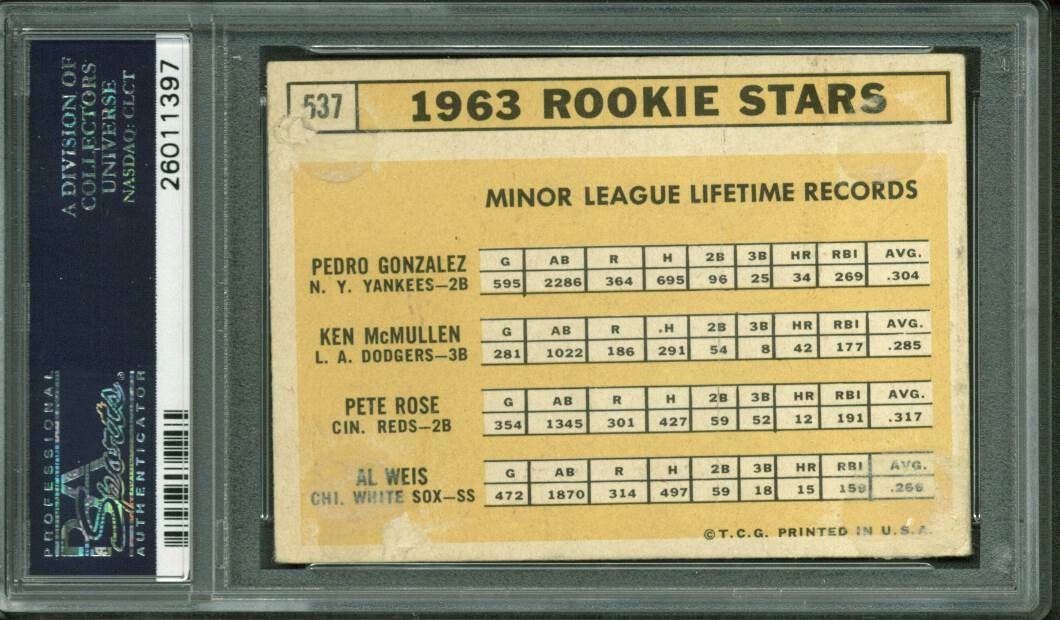 A DIVISION OF
COLLECTORS
UNIVERSE
NASDAQ: CLCT
26011397
PROFESSIONAL
PSA
Sports
®
AUTHENTICATOR
537
1963 ROOKIE STARS
MINOR LEAGUE LIFETIME RECORDS
PEDRO GONZALEZ
N. Y. YANKEES—2B
G AB R H 2B 3B HR RBI AVG.
595 2286 364 695 96 25 34 269 .304
KEN McMULLEN
L. A. DODGERS—3B
G AB R .H 2B 3B HR RBI AVG.
281 1022 186 291 54 8 42 177 .285
PETE ROSE
CIN. REDS—2B
G AB R H 2B 3B HR RBI AVG.
354 1345 301 427 59 52 12 191 .317
AL WEIS
CHI. WHITE SOX—SS
G AB R H 2B 3B HR RBI AVG.
472 1870 314 497 59 18 15 159 .266
©T.C.G. PRINTED IN U.S.A.